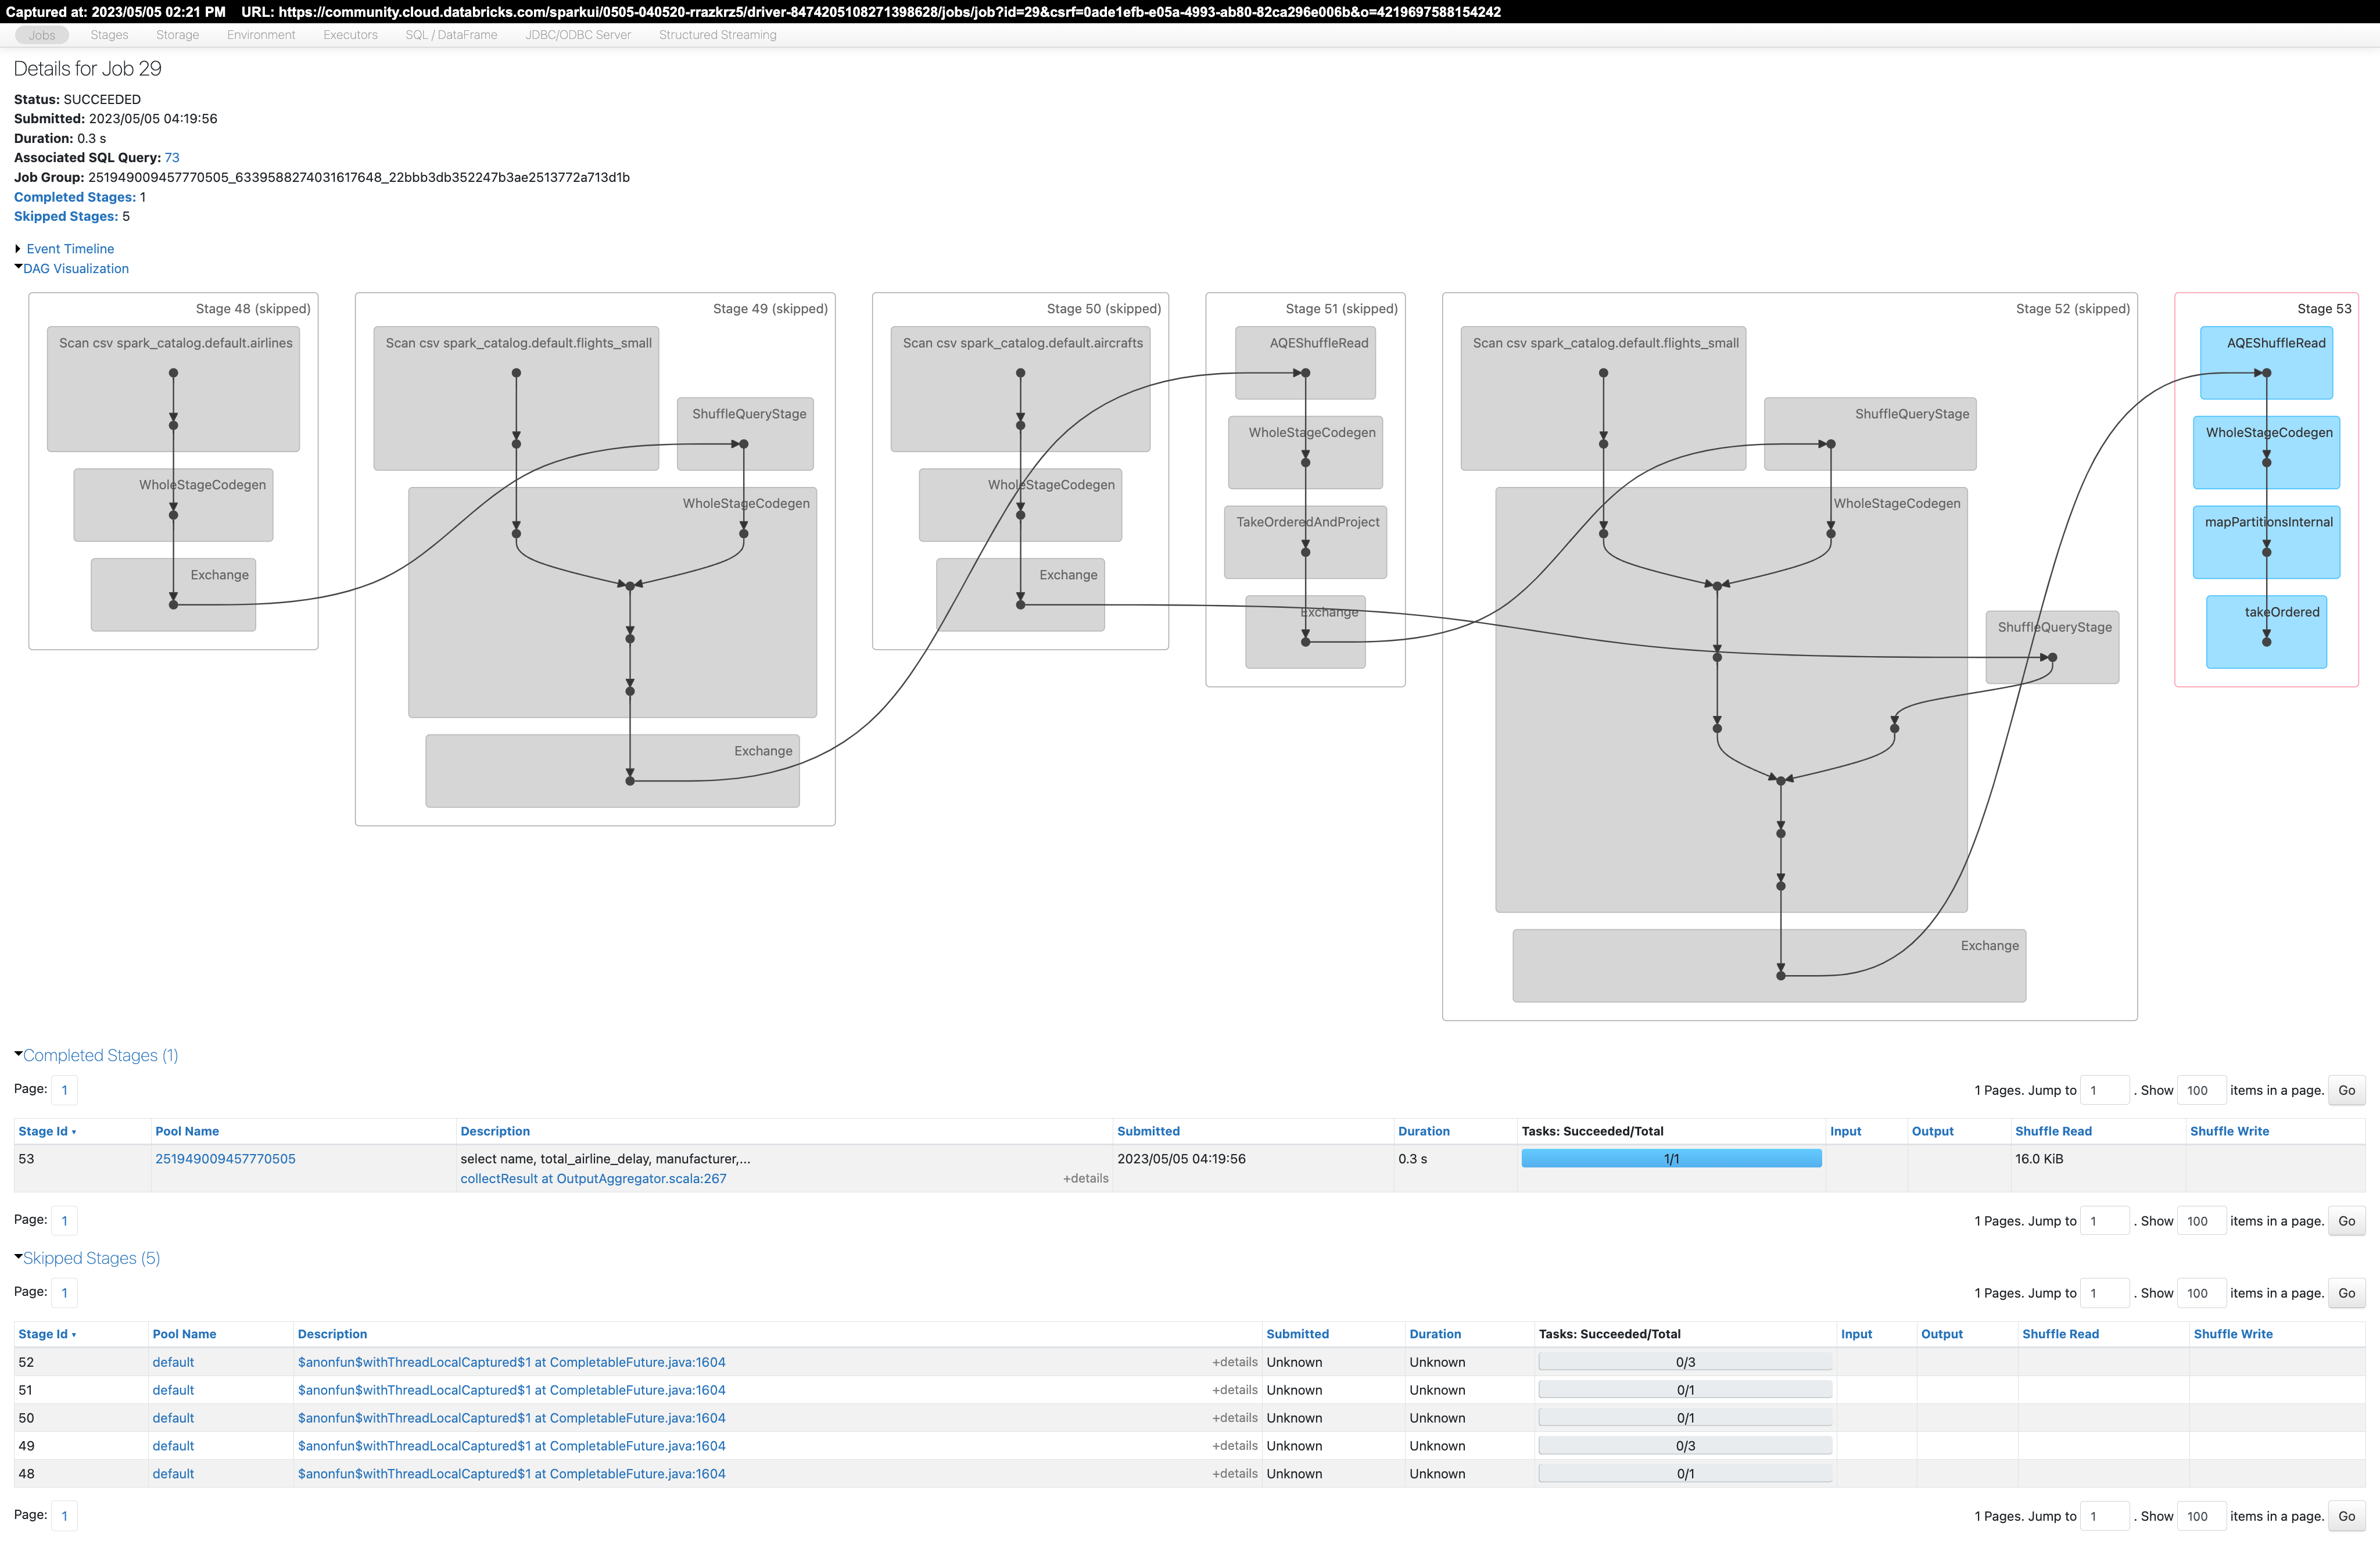 Captured at: 2023/05/05 02:21 PM URL: https://community.cloud.databricks.com/sparkui/0505-040520-rrazkrz5/driver-8474205108271398628/jobs/job?id=29&csrf=0ade1efb-e05a-4993-ab80-82ca296e006b&o=4219697588154242
Jobs Stages Storage Environment Executors SQL / DataFrame JDBC/ODBC Server Structured Streaming
Details for Job 29
Status: SUCCEEDED
Submitted: 2023/05/05 04:19:56
Duration: 0.3 s
Associated SQL Query: 73
Job Group: 251949009457770505_6339588274031617648_22bbb3db352247b3ae2513772a713d1b
Completed Stages: 1
Skipped Stages: 5
Event Timeline
DAG Visualization
Stage 48 (skipped)
Scan csv spark_catalog.default.airlines
WholeStageCodegen
Exchange
Stage 49 (skipped)
Scan csv spark_catalog.default.flights_small
ShuffleQueryStage
WholeStageCodegen
Exchange
Stage 50 (skipped)
Scan csv spark_catalog.default.aircrafts
WholeStageCodegen
Exchange
Stage 51 (skipped)
AQEShuffleRead
WholeStageCodegen
TakeOrderedAndProject
Exchange
Stage 52 (skipped)
Scan csv spark_catalog.default.flights_small
ShuffleQueryStage
WholeStageCodegen
ShuffleQueryStage
Exchange
Stage 53
AQEShuffleRead
WholeStageCodegen
mapPartitionsInternal
takeOrdered
Completed Stages (1)
Page: 1 1 Pages. Jump to 1 . Show 100 items in a page. Go
Stage Id Pool Name Description Submitted Duration Tasks: Succeeded/Total Input Output Shuffle Read Shuffle Write
53 251949009457770505 select name, total_airline_delay, manufacturer,... 2023/05/05 04:19:56 0.3 s 1/1 16.0 KiB
collectResult at OutputAggregator.scala:267 +details
Page: 1 1 Pages. Jump to 1 . Show 100 items in a page. Go
Skipped Stages (5)
Page: 1 1 Pages. Jump to 1 . Show 100 items in a page. Go
Stage Id Pool Name Description Submitted Duration Tasks: Succeeded/Total Input Output Shuffle Read Shuffle Write
52 default $anonfun$withThreadLocalCaptured$1 at CompletableFuture.java:1604 +details Unknown Unknown 0/3
51 default $anonfun$withThreadLocalCaptured$1 at CompletableFuture.java:1604 +details Unknown Unknown 0/1
50 default $anonfun$withThreadLocalCaptured$1 at CompletableFuture.java:1604 +details Unknown Unknown 0/1
49 default $anonfun$withThreadLocalCaptured$1 at CompletableFuture.java:1604 +details Unknown Unknown 0/3
48 default $anonfun$withThreadLocalCaptured$1 at CompletableFuture.java:1604 +details Unknown Unknown 0/1
Page: 1 1 Pages. Jump to 1 . Show 100 items in a page. Go